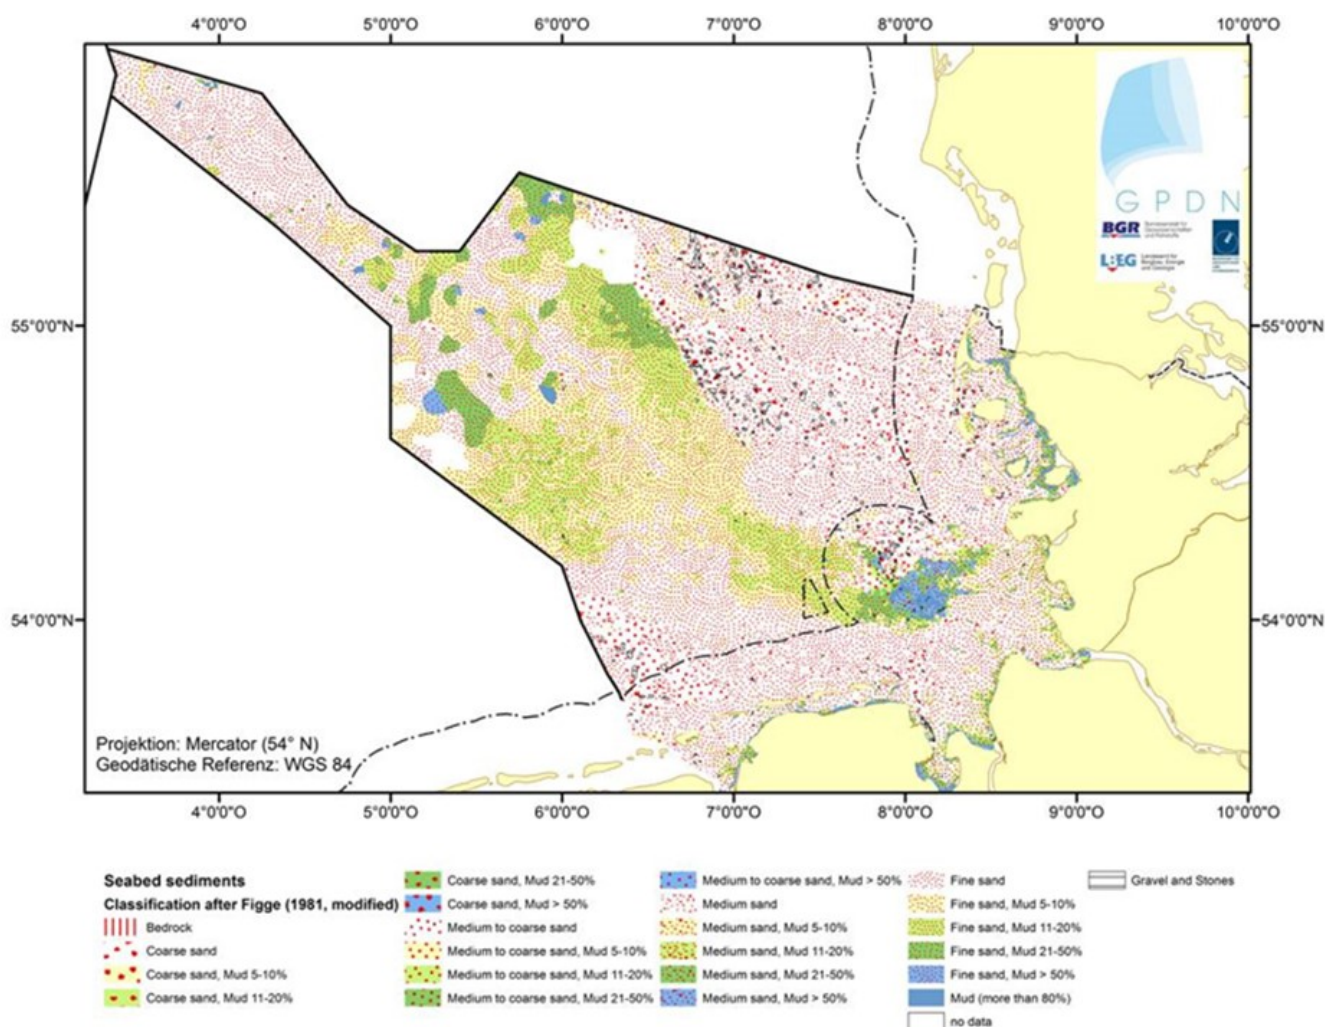 4°0'0"O 5°0'0"O 6°0'0"O 7°0'0"O 8°0'0"O 9°0'0"O 10°0'0"O
GPDN
BGR
LBEG
55°0'0"N 55°0'0"N
54°0'0"N 54°0'0"N
Projektion: Mercator (54° N)
Geodätische Referenz: WGS 84
4°0'0"O 5°0'0"O 6°0'0"O 7°0'0"O 8°0'0"O 9°0'0"O 10°0'0"O
Seabed sediments
Classification after Figge (1981, modified)
Bedrock
Coarse sand
Coarse sand, Mud 5-10%
Coarse sand, Mud 11-20%
Coarse sand, Mud 21-50%
Coarse sand, Mud > 50%
Medium to coarse sand
Medium to coarse sand, Mud 5-10%
Medium to coarse sand, Mud 11-20%
Medium to coarse sand, Mud 21-50%
Medium to coarse sand, Mud > 50%
Medium sand
Medium sand, Mud 5-10%
Medium sand, Mud 11-20%
Medium sand, Mud 21-50%
Medium sand, Mud > 50%
Fine sand
Fine sand, Mud 5-10%
Fine sand, Mud 11-20%
Fine sand, Mud 21-50%
Fine sand, Mud > 50%
Mud (more than 80%)
no data
Gravel and Stones